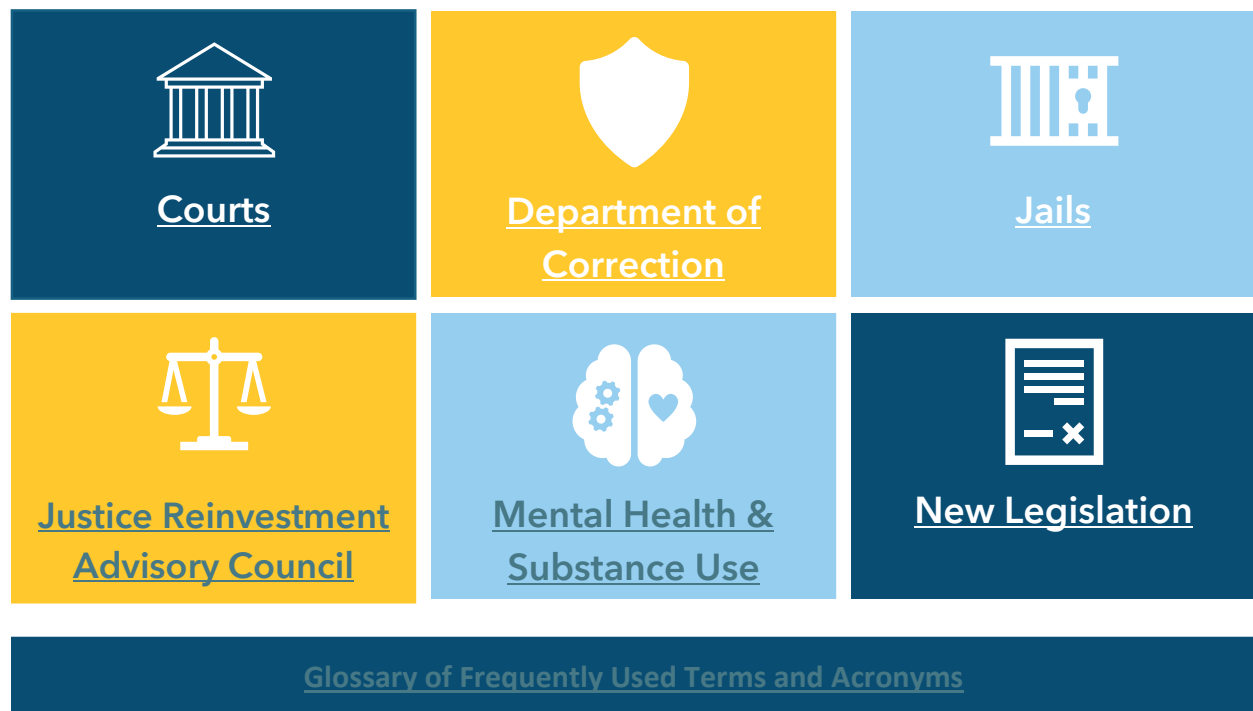 Courts
Department of
Correction
Jails
Justice Reinvestment
Advisory Council
Mental Health &
Substance Use
New Legislation
Glossary of Frequently Used Terms and Acronyms